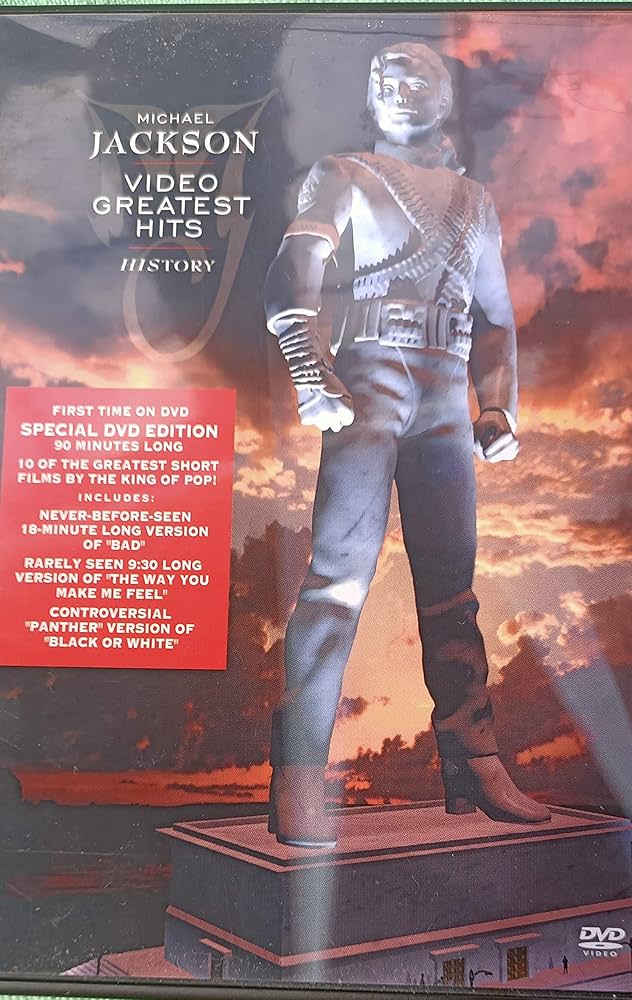 MICHAEL
JACKSON
VIDEO
GREATEST
HITS
HISTORY
FIRST TIME ON DVD
SPECIAL DVD EDITION
90 MINUTES LONG
10 OF THE GREATEST SHORT
FILMS BY THE KING OF POP!
INCLUDES:
NEVER-BEFORE-SEEN
18-MINUTE LONG VERSION
OF "BAD"
RARELY SEEN 9:30 LONG
VERSION OF "THE WAY YOU
MAKE ME FEEL"
CONTROVERSIAL
"PANTHER" VERSION OF
"BLACK OR WHITE"
DVD
VIDEO